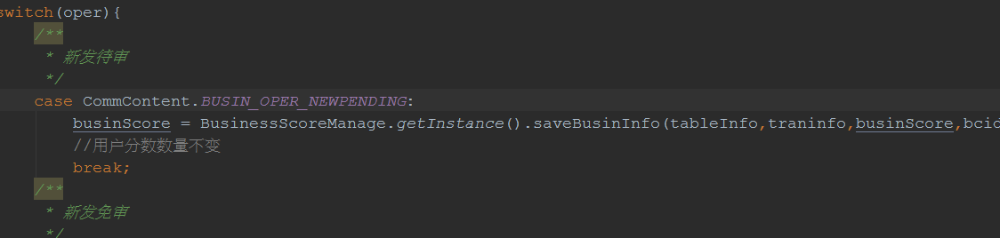 switch(oper){
/**
* 新发待审
*/
case CommContent.BUSIN_OPER_NEWPENDING:
businScore = BusinessScoreManage.getInstance().saveBusinInfo(tableInfo,traninfo,businScore,bcid
//用户分数数量不变
break;
/**
* 新发免审
*/